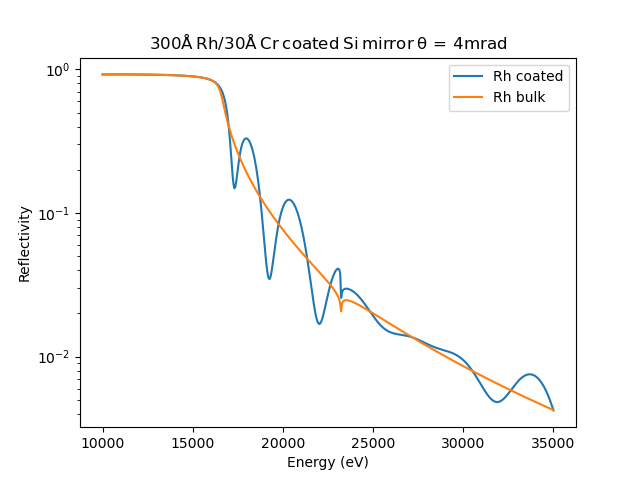 300Å Rh/30Å Cr coated Si mirror θ = 4mrad
Rh coated
Rh bulk
10⁰
10⁻¹
10⁻²
Reflectivity
10000 15000 20000 25000 30000 35000
Energy (eV)